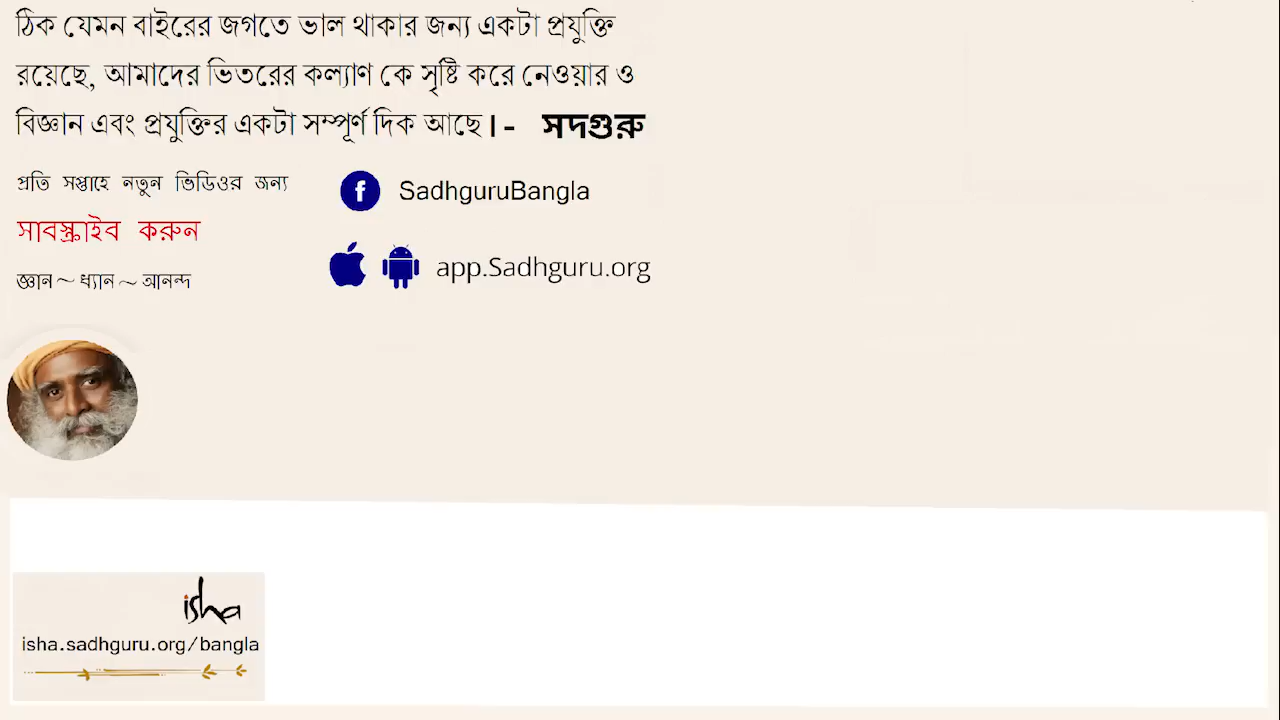 ঠিক যেমন বাইরের জগতে ভাল থাকার জন্য একটা প্রযুক্তি
রয়েছে, আমাদের ভিতরের কল্যাণ কে সৃষ্টি করে নেওয়ার ও
বিজ্ঞান এবং প্রযুক্তির একটা সম্পূর্ণ দিক আছে। - সদগুরু
প্রতি সপ্তাহে নতুন ভিডিওর জন্য
সাবস্ক্রাইব করুন
জ্ঞান ~ ধ্যান ~ আনন্দ
SadhguruBangla
app.Sadhguru.org
isha
isha.sadhguru.org/bangla